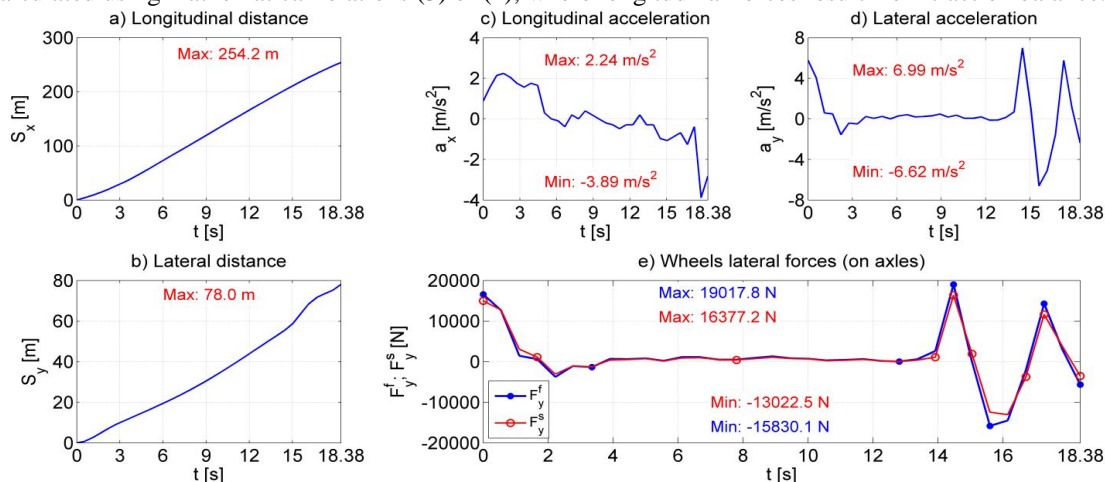 a) Longitudinal distance
S_x [m]
300
200
100
0
0 3 6 9 12 15 18.38
t [s]
Max: 254.2 m
c) Longitudinal acceleration
a_x [m/s²]
4
2
0
-2
-4
0 3 6 9 12 15 18.38
t [s]
Max: 2.24 m/s²
Min: -3.89 m/s²
d) Lateral acceleration
a_y [m/s²]
8
4
0
-4
-8
0 3 6 9 12 15 18.38
t [s]
Max: 6.99 m/s²
Min: -6.62 m/s²
b) Lateral distance
S_y [m]
80
60
40
20
0
0 3 6 9 12 15 18.38
t [s]
Max: 78.0 m
e) Wheels lateral forces (on axles)
F_y^f; F_y^s [N]
20000
10000
0
-10000
-20000
0 2 4 6 8 10 12 14 16 18.38
t [s]
Max: 19017.8 N
Max: 16377.2 N
Min: -13022.5 N
Min: -15830.1 N
F_y^f
F_y^s